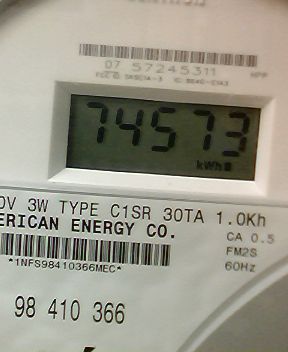 07 57245311
74573
kWh
0V 3W TYPE C1SR 30TA 1.0Kh
ERICAN ENERGY CO.
CA 0.5
FM2S
60Hz
*1NFS98410366MEC*
98 410 366